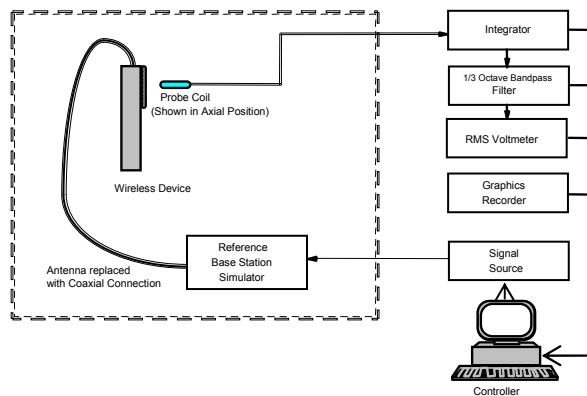 Integrator
1/3 Octave Bandpass
Filter
RMS Voltmeter
Graphics
Recorder
Probe Coil
(Shown in Axial Position)
Wireless Device
Reference
Base Station
Simulator
Antenna replaced
with Coaxial Connection
Signal
Source
Controller